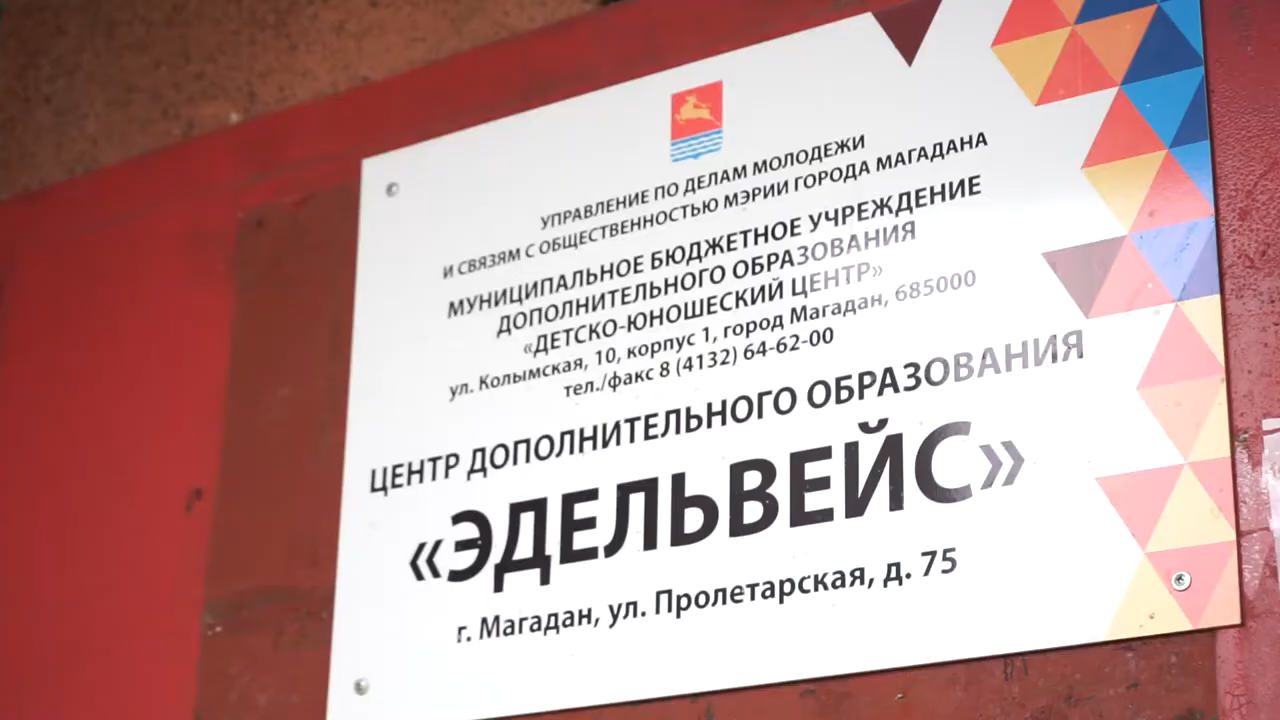 УПРАВЛЕНИЕ ПО ДЕЛАМ МОЛОДЕЖИ
И СВЯЗЯМ С ОБЩЕСТВЕННОСТЬЮ МЭРИИ ГОРОДА МАГАДАНА
МУНИЦИПАЛЬНОЕ БЮДЖЕТНОЕ УЧРЕЖДЕНИЕ
ДОПОЛНИТЕЛЬНОГО ОБРАЗОВАНИЯ
«ДЕТСКО-ЮНОШЕСКИЙ ЦЕНТР»
ул. Колымская, 10, корпус 1, город Магадан, 685000
тел./факс 8 (4132) 64-62-00
ЦЕНТР ДОПОЛНИТЕЛЬНОГО ОБРАЗОВАНИЯ
«ЭДЕЛЬВЕЙС»
г. Магадан, ул. Пролетарская, д. 75